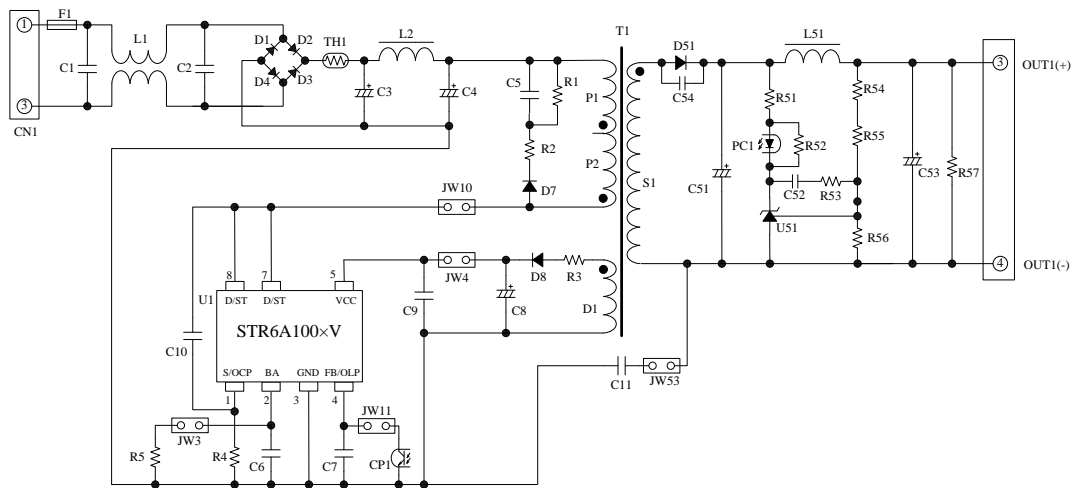 1
F1
L1
C1
C2
3
CN1
D1
D2
D4
D3
TH1
L2
C3
C4
C5
R1
R2
D7
T1
P1
P2
S1
D51
C54
C51
L51
R51
PC1
R52
C52
R53
U51
R54
R55
R56
C53
R57
3
OUT1(+)
4
OUT1(-)
JW10
JW4
D8
R3
C9
C8
D1
U1
8
7
5
D/ST
D/ST
VCC
STR6A100×V
C10
S/OCP
BA
GND
FB/OLP
1
2
3
4
C11
JW53
JW3
JW11
R5
R4
C6
C7
CP1